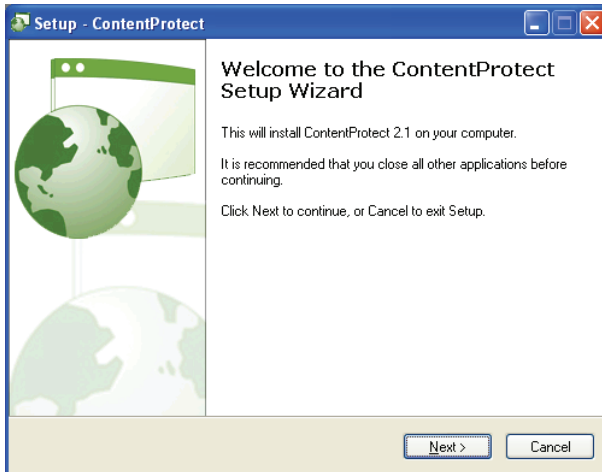 Setup - ContentProtect
Welcome to the ContentProtect
Setup Wizard
This will install ContentProtect 2.1 on your computer.
It is recommended that you close all other applications before
continuing.
Click Next to continue, or Cancel to exit Setup.
Next >
Cancel